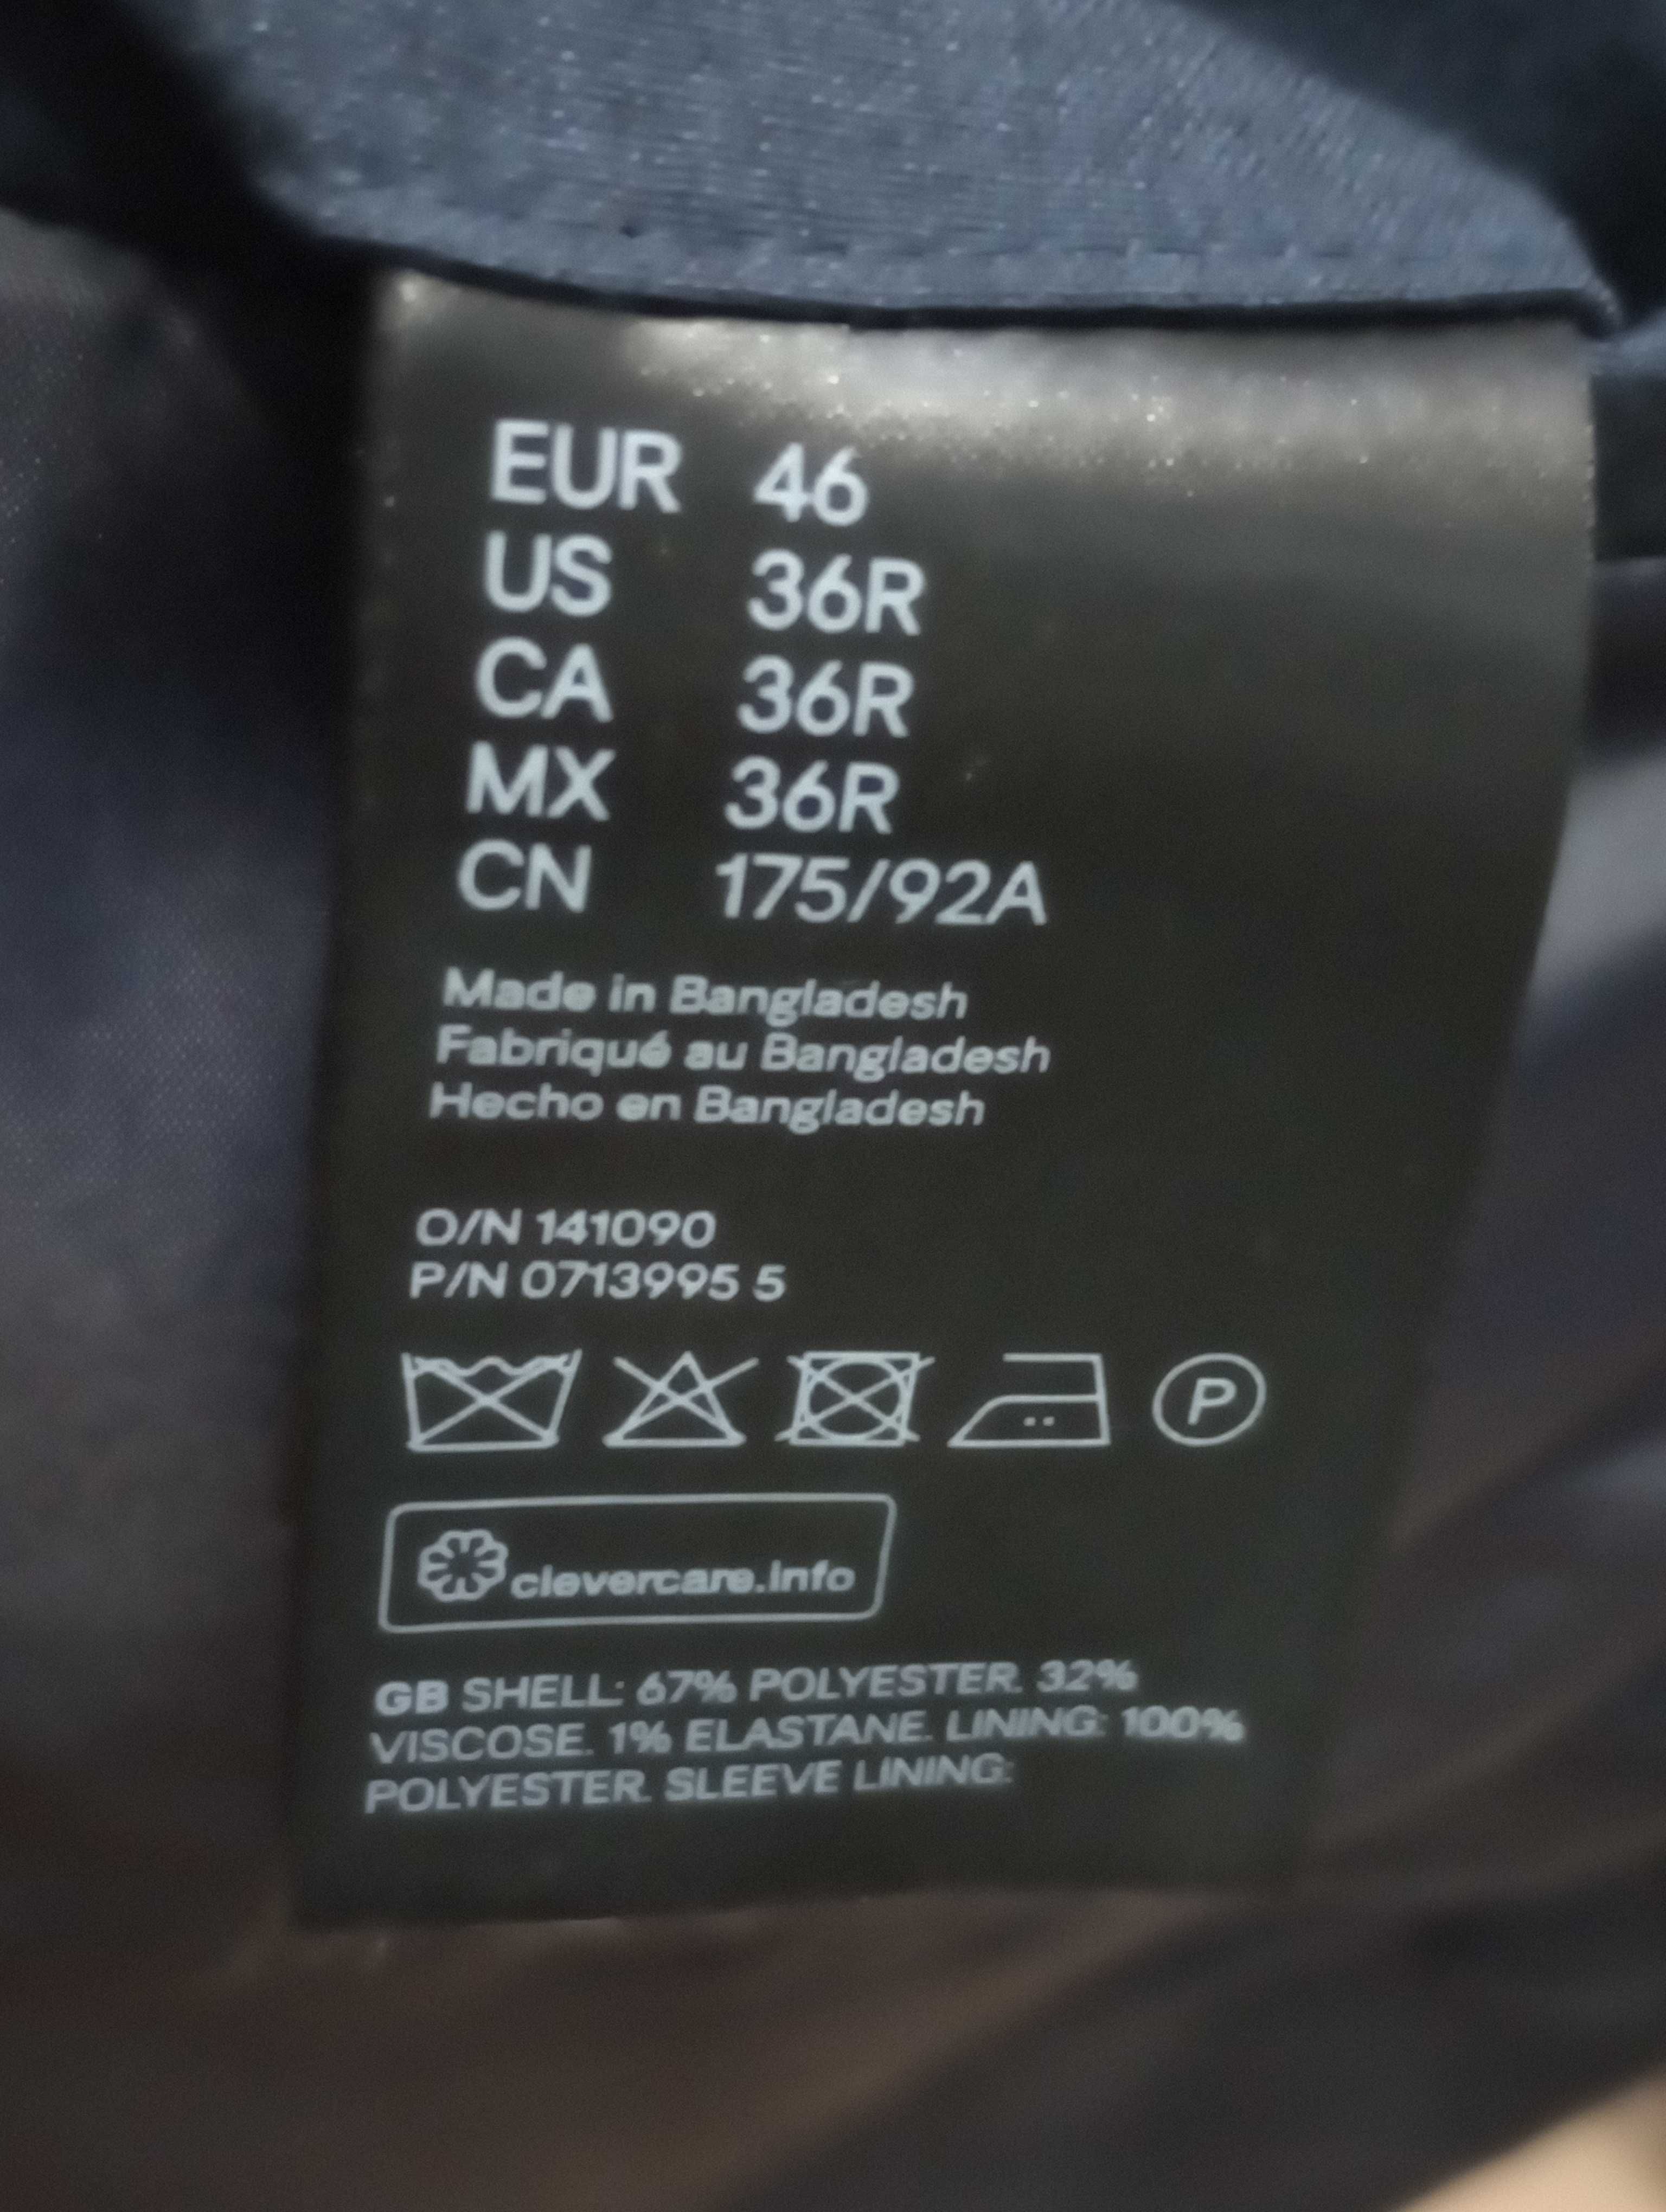 EUR 46
US 36R
CA 36R
MX 36R
CN 175/92A
Made in Bangladesh
Fabriqué au Bangladesh
Hecho en Bangladesh
O/N 141090
P/N 0713995 5
P
clevercare.info
GB SHELL: 67% POLYESTER. 32%
VISCOSE. 1% ELASTANE. LINING: 100%
POLYESTER. SLEEVE LINING: